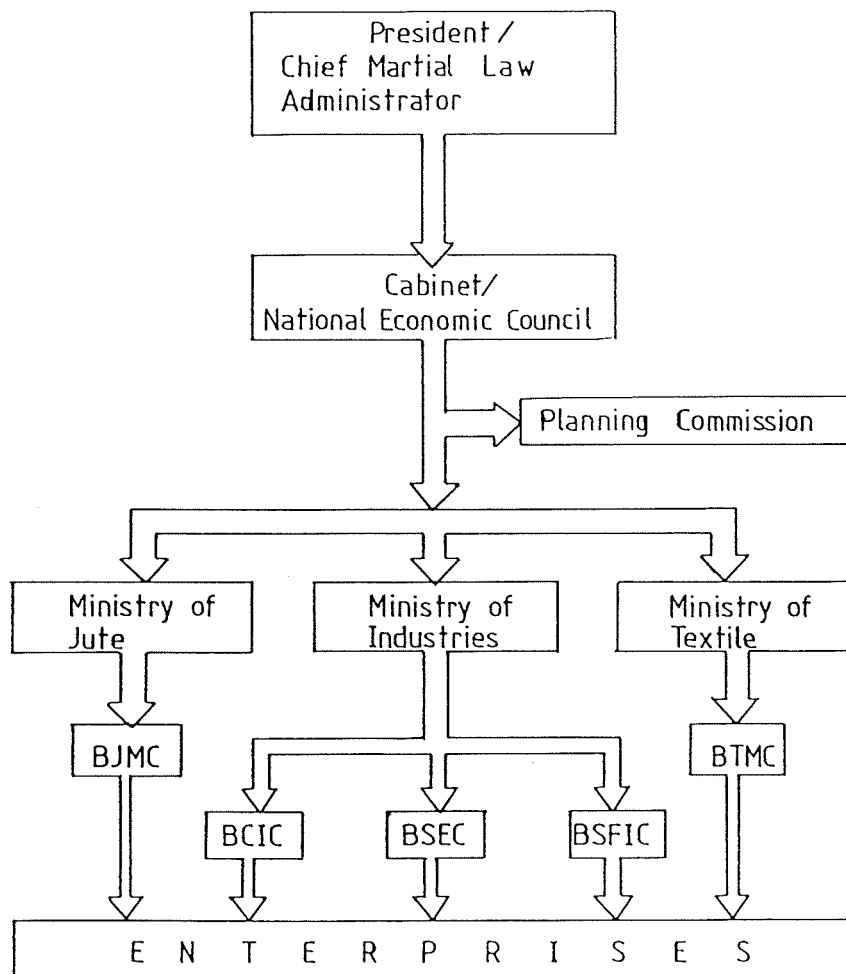 President /
Chief Martial Law
Administrator
Cabinet/
National Economic Council
Planning Commission
Ministry of
Jute
Ministry of
Industries
Ministry of
Textile
BJMC
BTMC
BCIC
BSEC
BSFIC
E N T E R P R I S E S